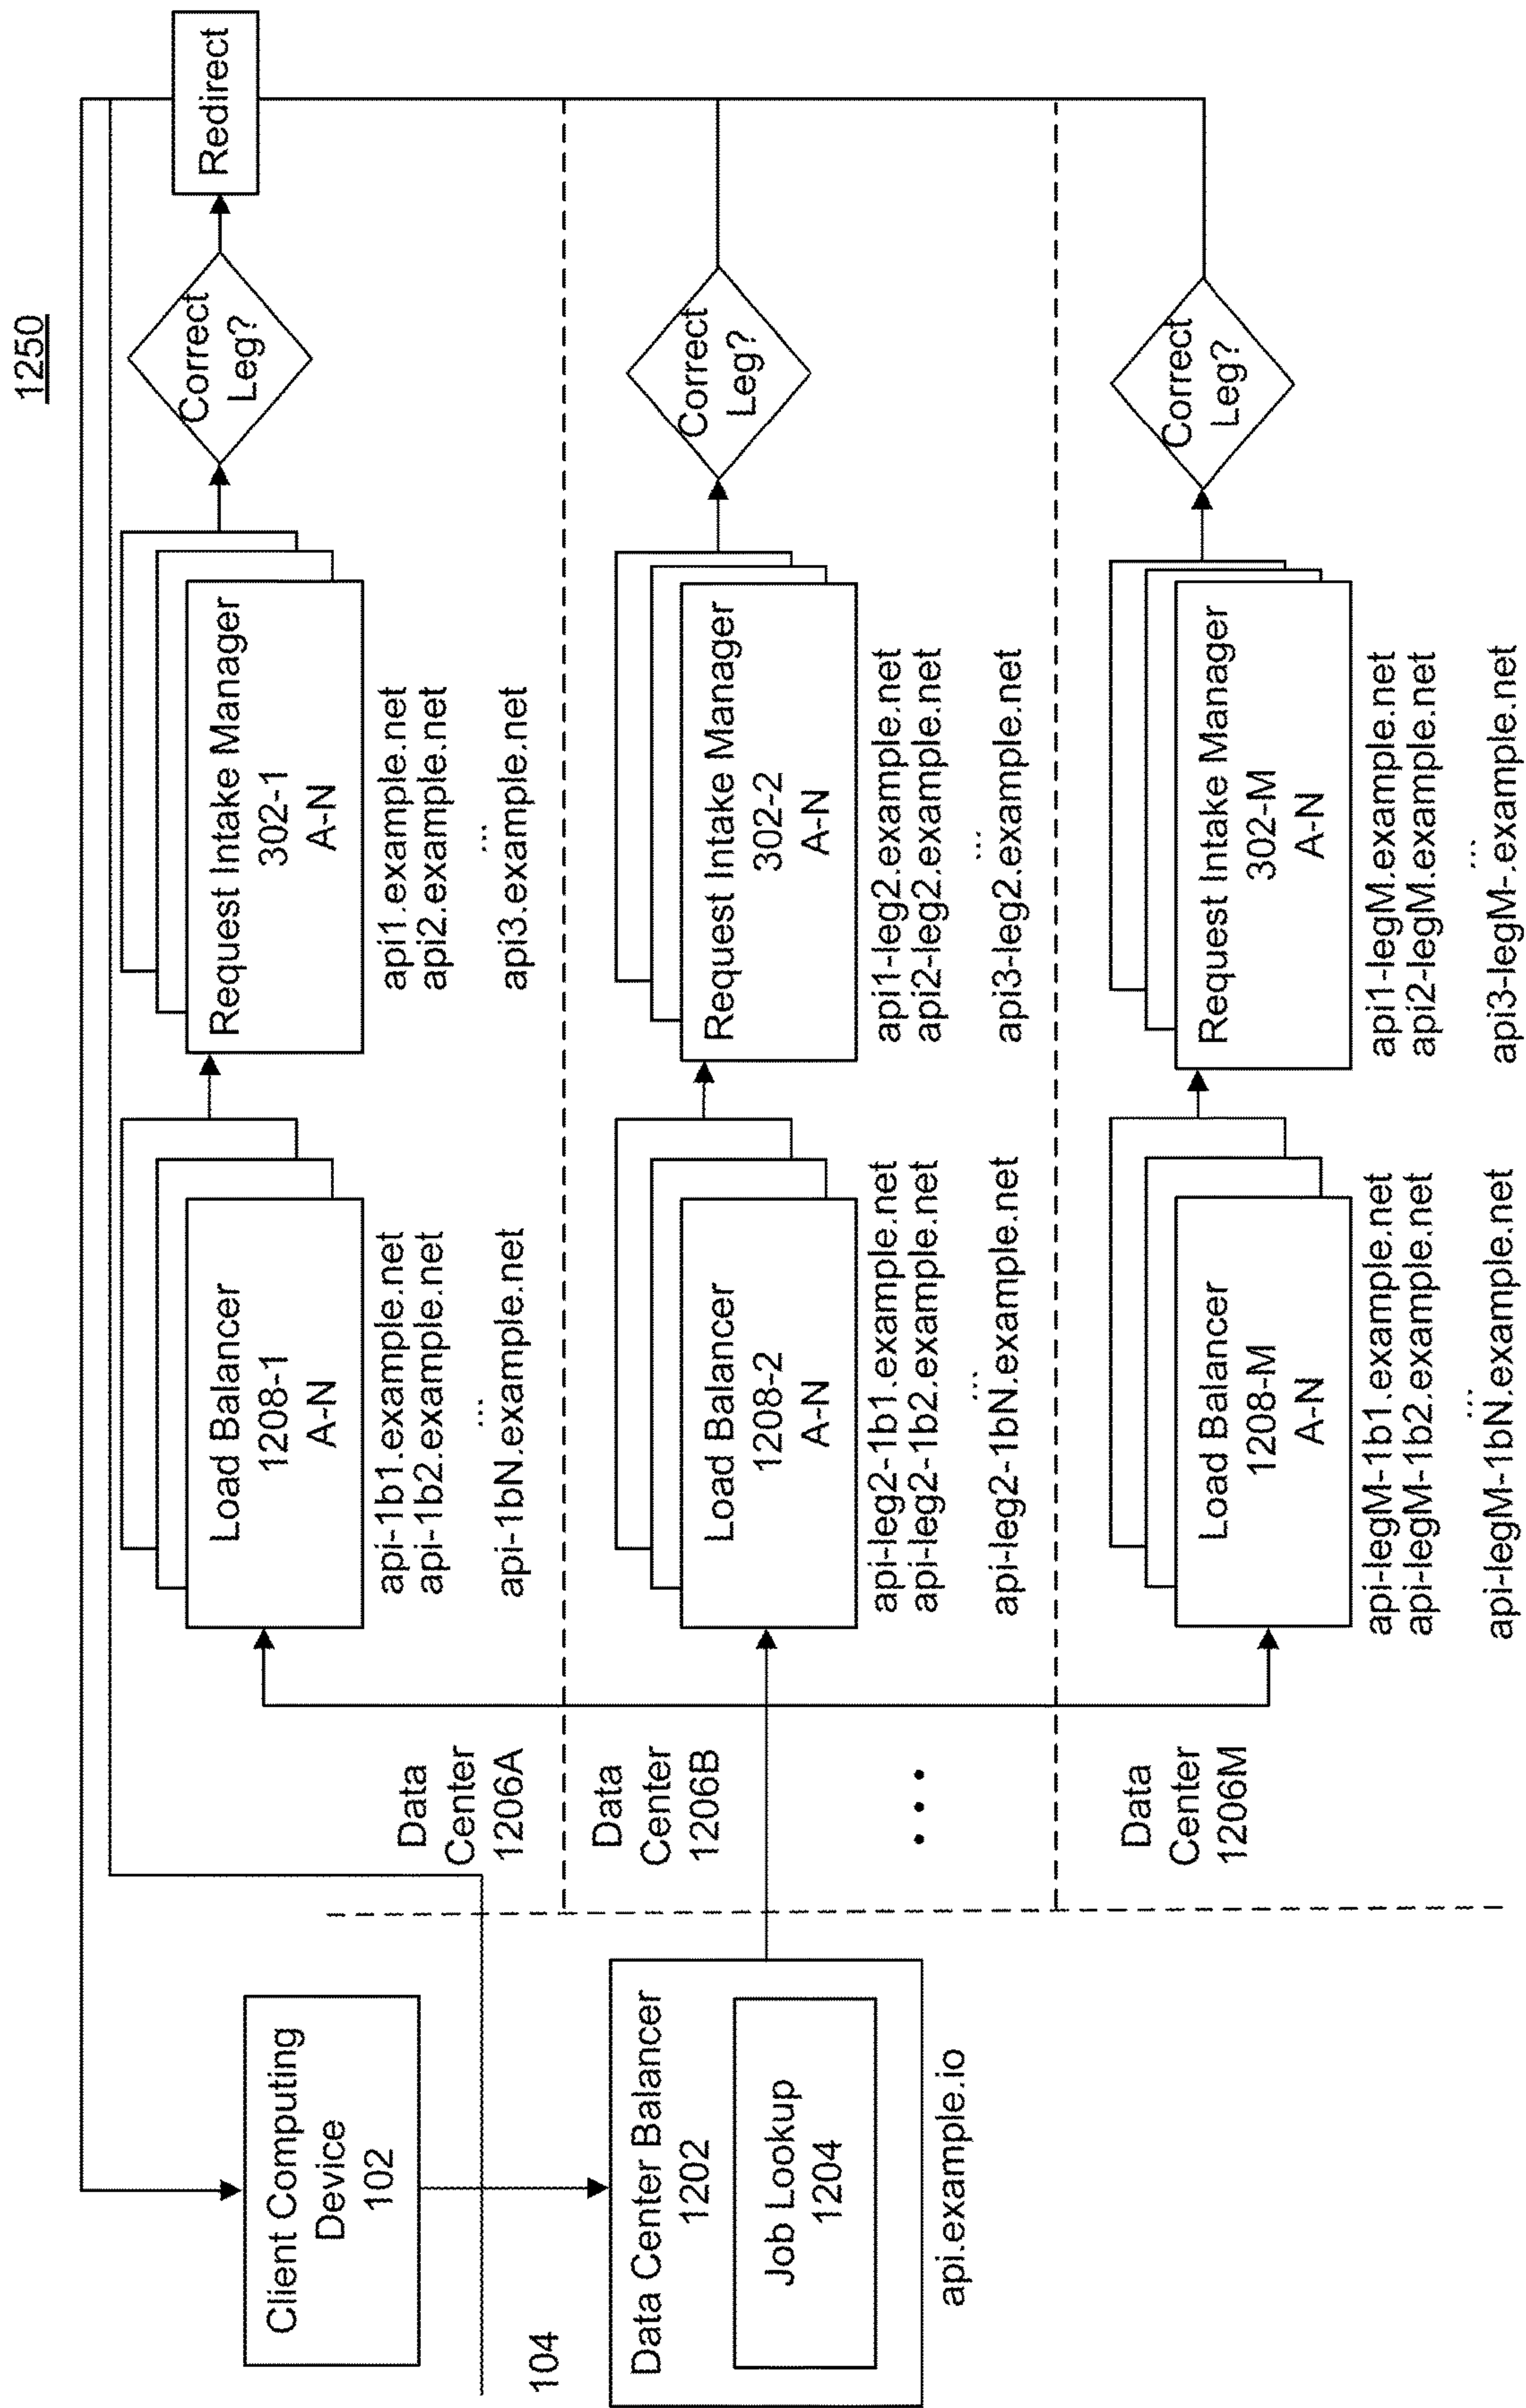 1250
Client Computing
Device
102
104
Data Center Balancer
1202
Job Lookup
1204
api.example.io
Data
Center
1206A
Load Balancer
1208-1
A-N
api-1b1.example.net
api-1b2.example.net
...
api-1bN.example.net
Request Intake Manager
302-1
A-N
api1.example.net
api2.example.net
...
api3.example.net
Correct
Leg?
Redirect
Data
Center
1206B
Load Balancer
1208-2
A-N
api-leg2-1b1.example.net
api-leg2-1b2.example.net
...
api-leg2-1bN.example.net
Request Intake Manager
302-2
A-N
api1-leg2.example.net
api2-leg2.example.net
...
api3-leg2.example.net
Correct
Leg?
...
Data
Center
1206M
Load Balancer
1208-M
A-N
api-legM-1b1.example.net
api-legM-1b2.example.net
...
api-legM-1bN.example.net
Request Intake Manager
302-M
A-N
api1-legM.example.net
api2-legM.example.net
...
api3-legM-.example.net
Correct
Leg?